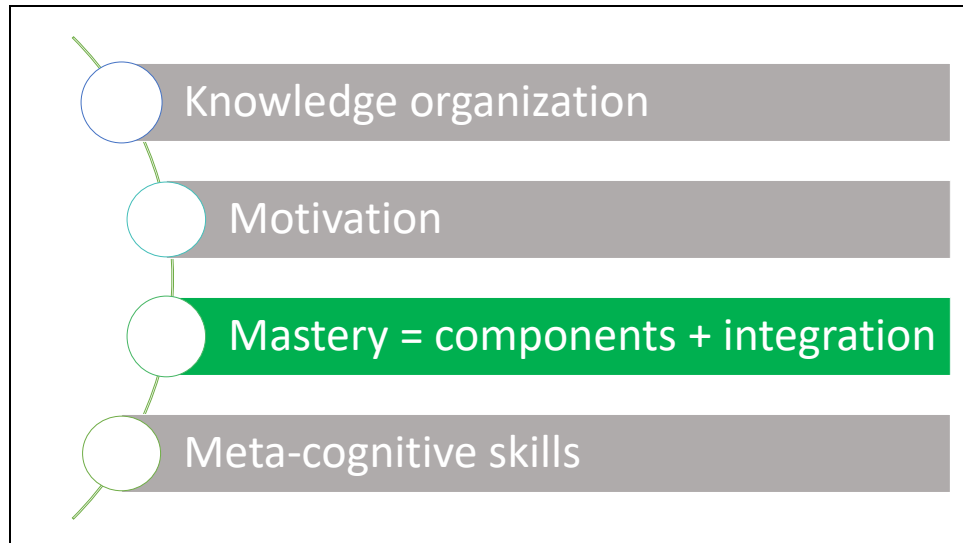 Knowledge organization
Motivation
Mastery = components + integration
Meta-cognitive skills